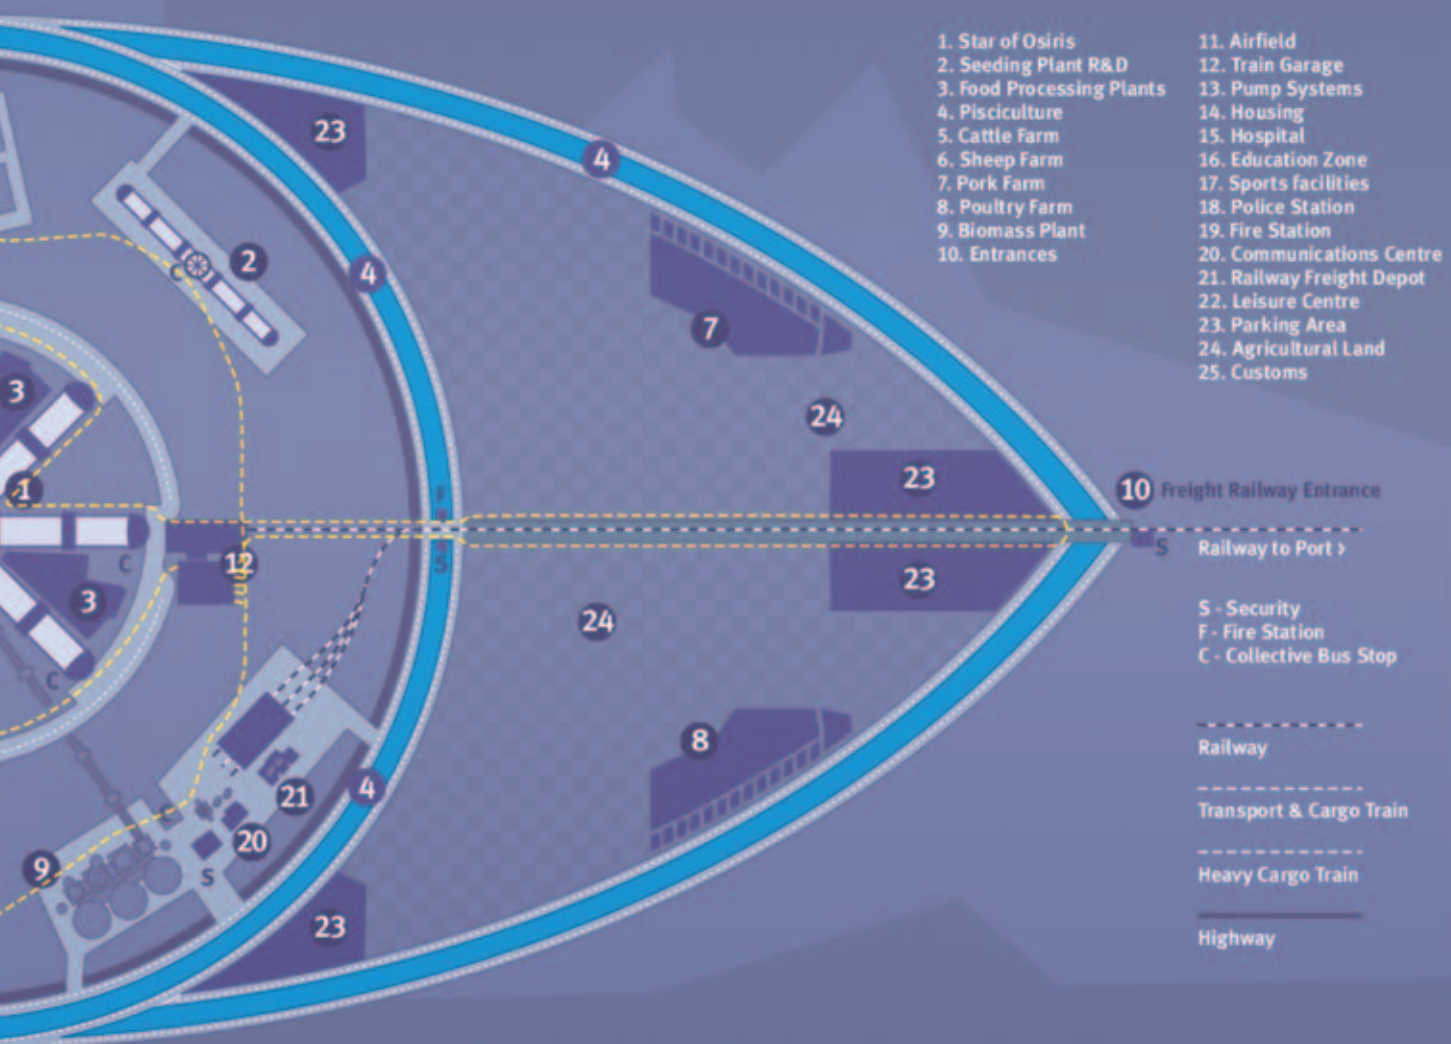 1. Star of Osiris
2. Seeding Plant R&D
3. Food Processing Plants
4. Pisciculture
5. Cattle Farm
6. Sheep Farm
7. Pork Farm
8. Poultry Farm
9. Biomass Plant
10. Entrances
11. Airfield
12. Train Garage
13. Pump Systems
14. Housing
15. Hospital
16. Education Zone
17. Sports facilities
18. Police Station
19. Fire Station
20. Communications Centre
21. Railway Freight Depot
22. Leisure Centre
23. Parking Area
24. Agricultural Land
25. Customs
23
4
2
C
4
7
3
24
1
23
10 Freight Railway Entrance
F
S
S
Railway to Port >
12
C
23
3
24
S - Security
F - Fire Station
C - Collective Bus Stop
C
8
Railway
4
21
C
20
Transport & Cargo Train
9
S
Heavy Cargo Train
23
Highway